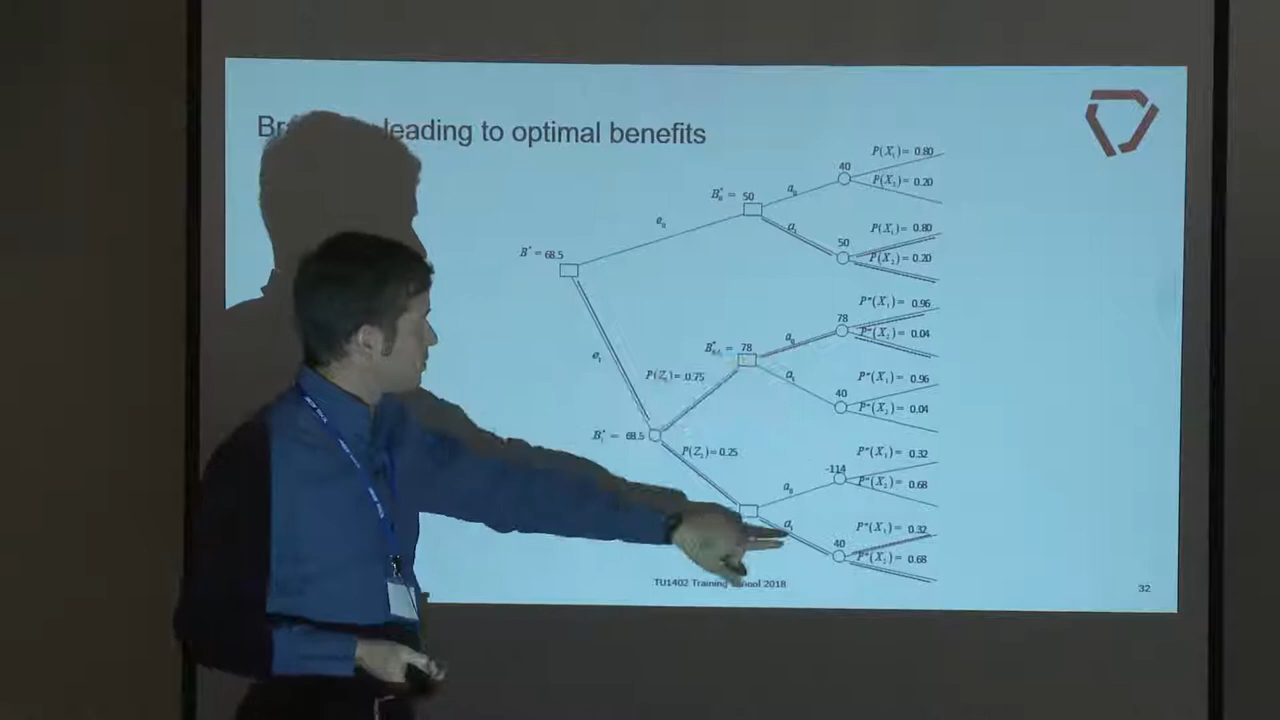 leading to optimal benefits
B* = 68.5
e₀
B₀* = 50
a₀
40
P(X₁) = 0.80
P(X₂) = 0.20
a₁
50
P(X₁) = 0.80
P(X₂) = 0.20
e₁
B₁* = 68.5
P(Z₁) = 0.75
78
a₀
78
P"(X₁) = 0.96
P"(X₂) = 0.04
a₁
40
P"(X₁) = 0.96
P"(X₂) = 0.04
P(Z₂) = 0.25
a₀
-114
P"(X₁) = 0.32
P"(X₂) = 0.68
a₁
40
P"(X₁) = 0.32
P"(X₂) = 0.68
TU1402 Training School 2018
32